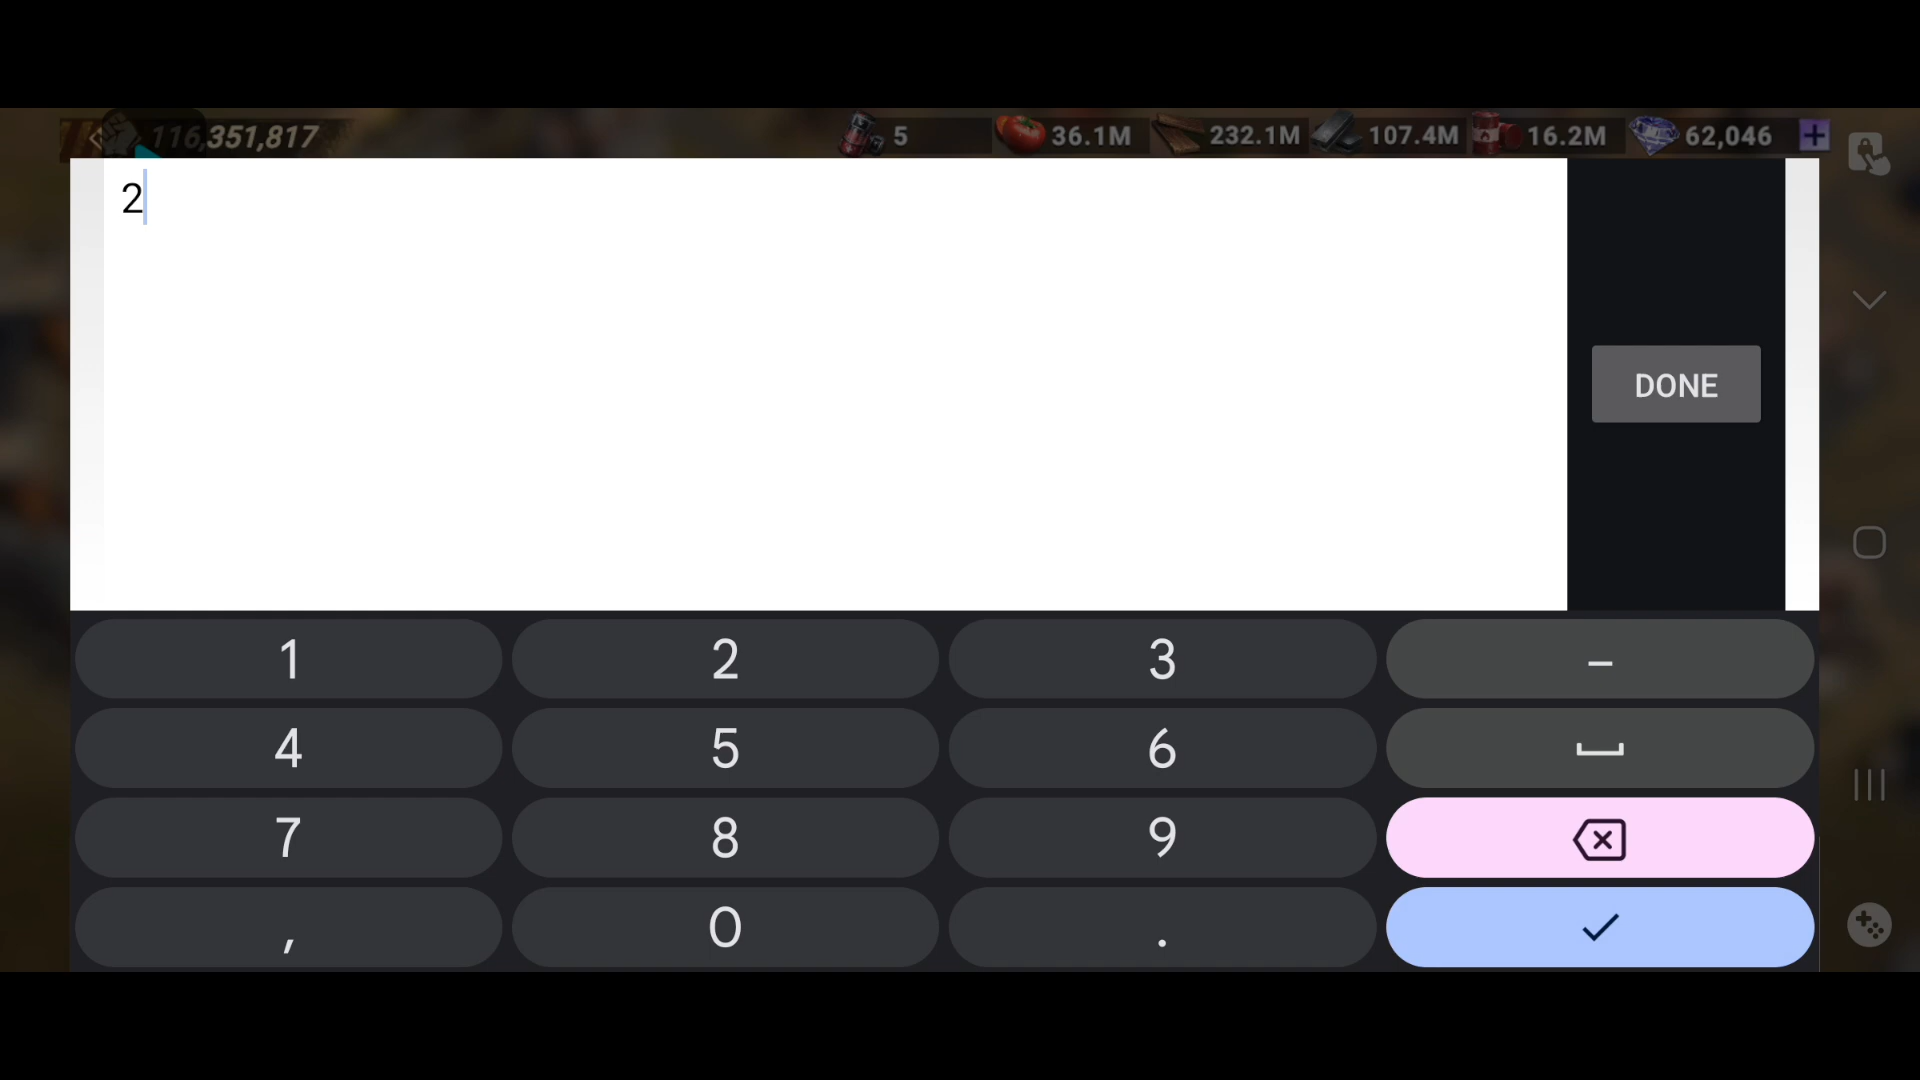 116,351,817 5 36.1M 232.1M 107.4M 16.2M 62,046 +
2
DONE
1 2 3 –
4 5 6
7 8 9
, 0 .